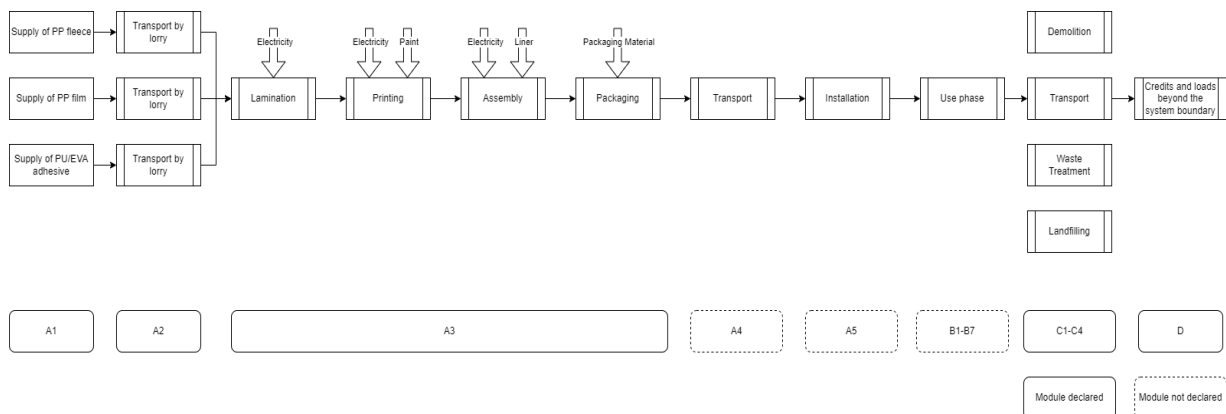 Supply of PP fleece
Transport by
lorry
Demolition
Electricity
Electricity
Paint
Electricity
Liner
Packaging Material
Supply of PP film
Transport by
lorry
Lamination
Printing
Assembly
Packaging
Transport
Installation
Use phase
Transport
Credits and loads
beyond the
system boundary
Supply of PU/EVA
adhesive
Transport by
lorry
Waste
Treatment
Landfilling
A1
A2
A3
A4
A5
B1-B7
C1-C4
D
Module declared
Module not declared